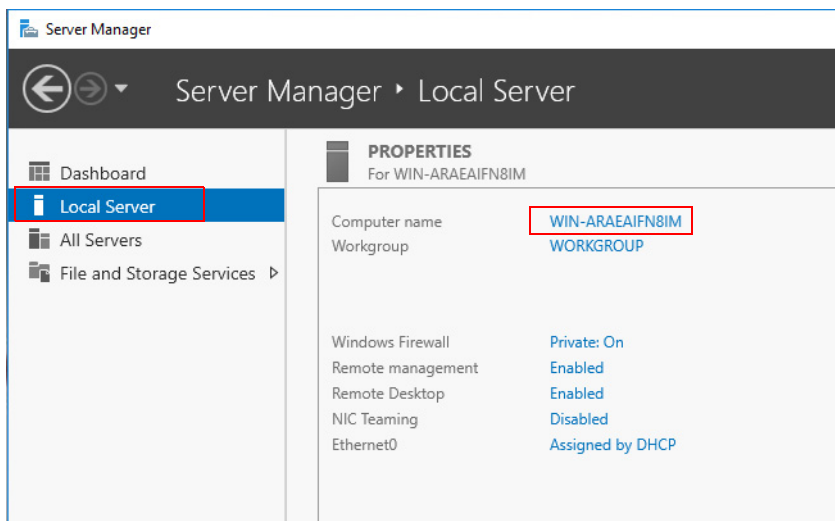 Server Manager
Server Manager ‣ Local Server
Dashboard
Local Server
All Servers
File and Storage Services
PROPERTIES
For WIN-ARAEAIFN8IM
Computer name WIN-ARAEAIFN8IM
Workgroup WORKGROUP
Windows Firewall Private: On
Remote management Enabled
Remote Desktop Enabled
NIC Teaming Disabled
Ethernet0 Assigned by DHCP